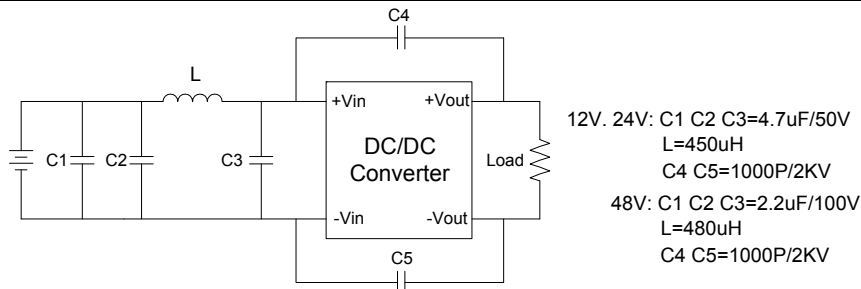 C4
L
+Vin
+Vout
C1
C2
C3
DC/DC
Converter
Load
-Vin
-Vout
C5
12V. 24V: C1 C2 C3=4.7uF/50V
L=450uH
C4 C5=1000P/2KV
48V: C1 C2 C3=2.2uF/100V
L=480uH
C4 C5=1000P/2KV